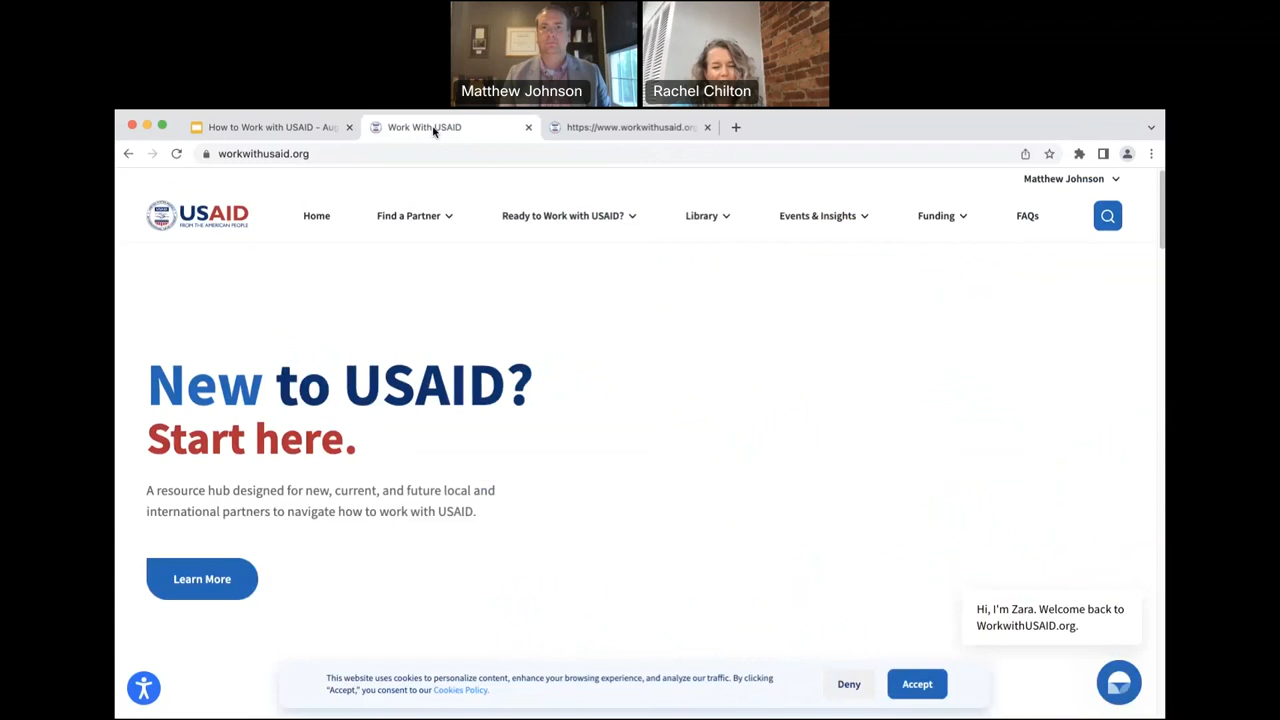 Matthew Johnson
Rachel Chilton
How to Work with USAID - Aug
Work With USAID
https://www.workwithusaid.org
workwithusaid.org
Matthew Johnson
USAID
FROM THE AMERICAN PEOPLE
Home
Find a Partner
Ready to Work with USAID?
Library
Events & Insights
Funding
FAQs
New to USAID?
Start here.
A resource hub designed for new, current, and future local and
international partners to navigate how to work with USAID.
Learn More
Hi, I'm Zara. Welcome back to
WorkwithUSAID.org.
This website uses cookies to personalize content, enhance your browsing experience, and analyze our traffic. By clicking
"Accept," you consent to our Cookies Policy.
Deny
Accept